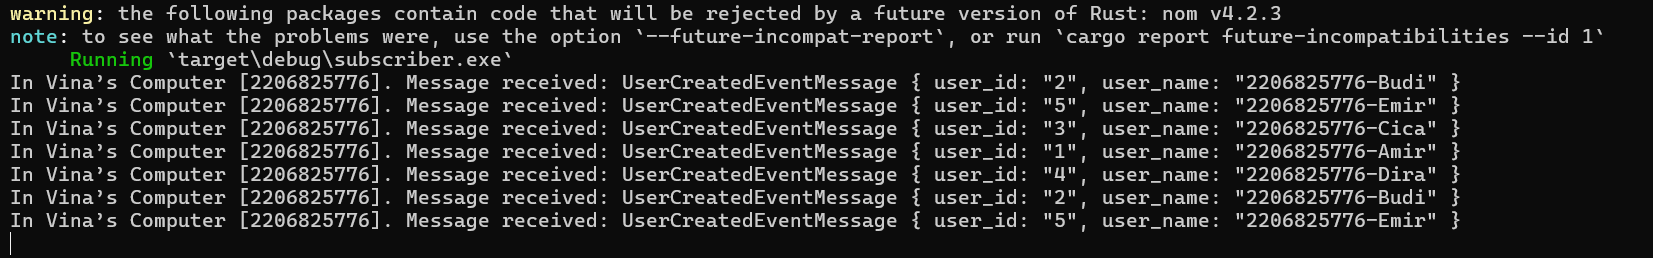 warning: the following packages contain code that will be rejected by a future version of Rust: nom v4.2.3
note: to see what the problems were, use the option `--future-incompat-report`, or run `cargo report future-incompatibilities --id 1`
     Running `target\debug\subscriber.exe`
In Vina’s Computer [2206825776]. Message received: UserCreatedEventMessage { user_id: "2", user_name: "2206825776-Budi" }
In Vina’s Computer [2206825776]. Message received: UserCreatedEventMessage { user_id: "5", user_name: "2206825776-Emir" }
In Vina’s Computer [2206825776]. Message received: UserCreatedEventMessage { user_id: "3", user_name: "2206825776-Cica" }
In Vina’s Computer [2206825776]. Message received: UserCreatedEventMessage { user_id: "1", user_name: "2206825776-Amir" }
In Vina’s Computer [2206825776]. Message received: UserCreatedEventMessage { user_id: "4", user_name: "2206825776-Dira" }
In Vina’s Computer [2206825776]. Message received: UserCreatedEventMessage { user_id: "2", user_name: "2206825776-Budi" }
In Vina’s Computer [2206825776]. Message received: UserCreatedEventMessage { user_id: "5", user_name: "2206825776-Emir" }